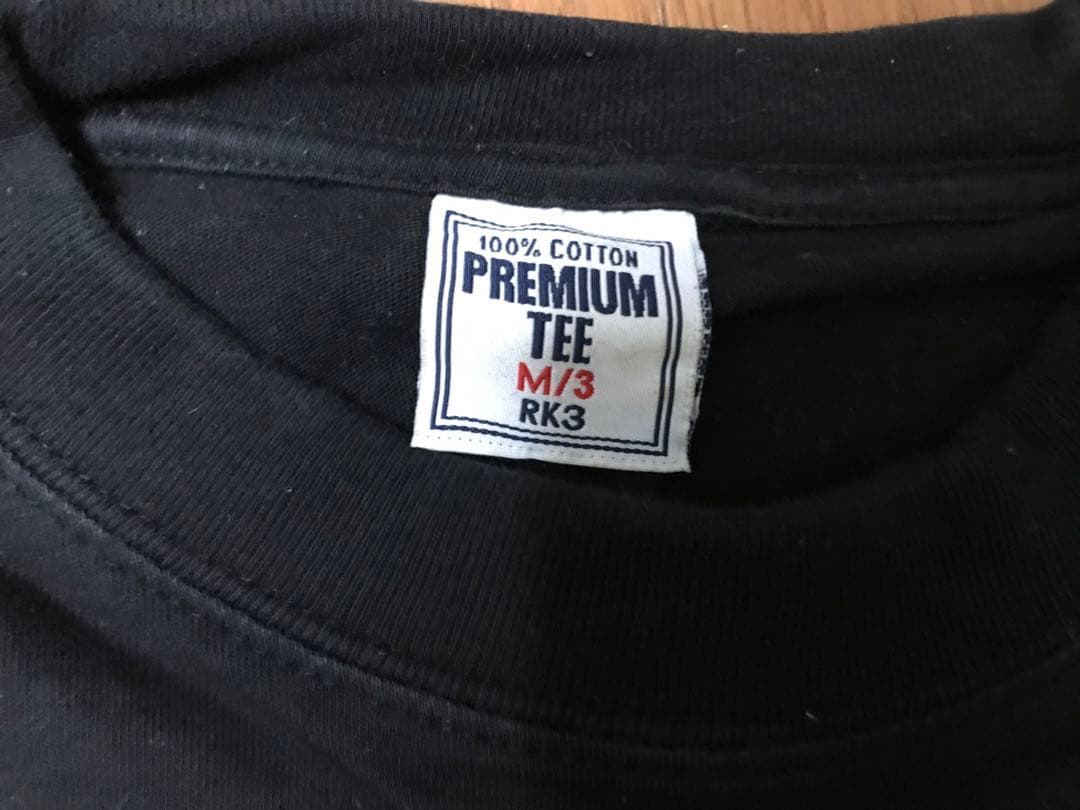 100% COTTON
PREMIUM
TEE
M/3
RK3